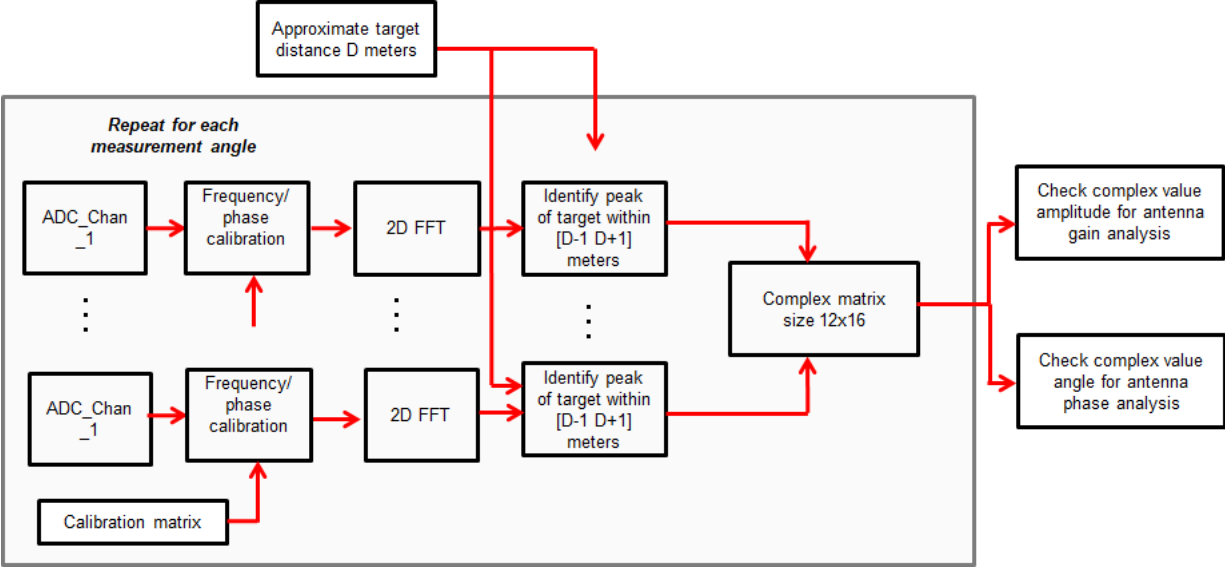 Approximate target
distance D meters
Repeat for each
measurement angle
ADC_Chan
_1
Frequency/
phase
calibration
2D FFT
Identify peak
of target within
[D-1 D+1]
meters
Complex matrix
size 12x16
Check complex value
amplitude for antenna
gain analysis
Check complex value
angle for antenna
phase analysis
ADC_Chan
_1
Frequency/
phase
calibration
2D FFT
Identify peak
of target within
[D-1 D+1]
meters
Calibration matrix